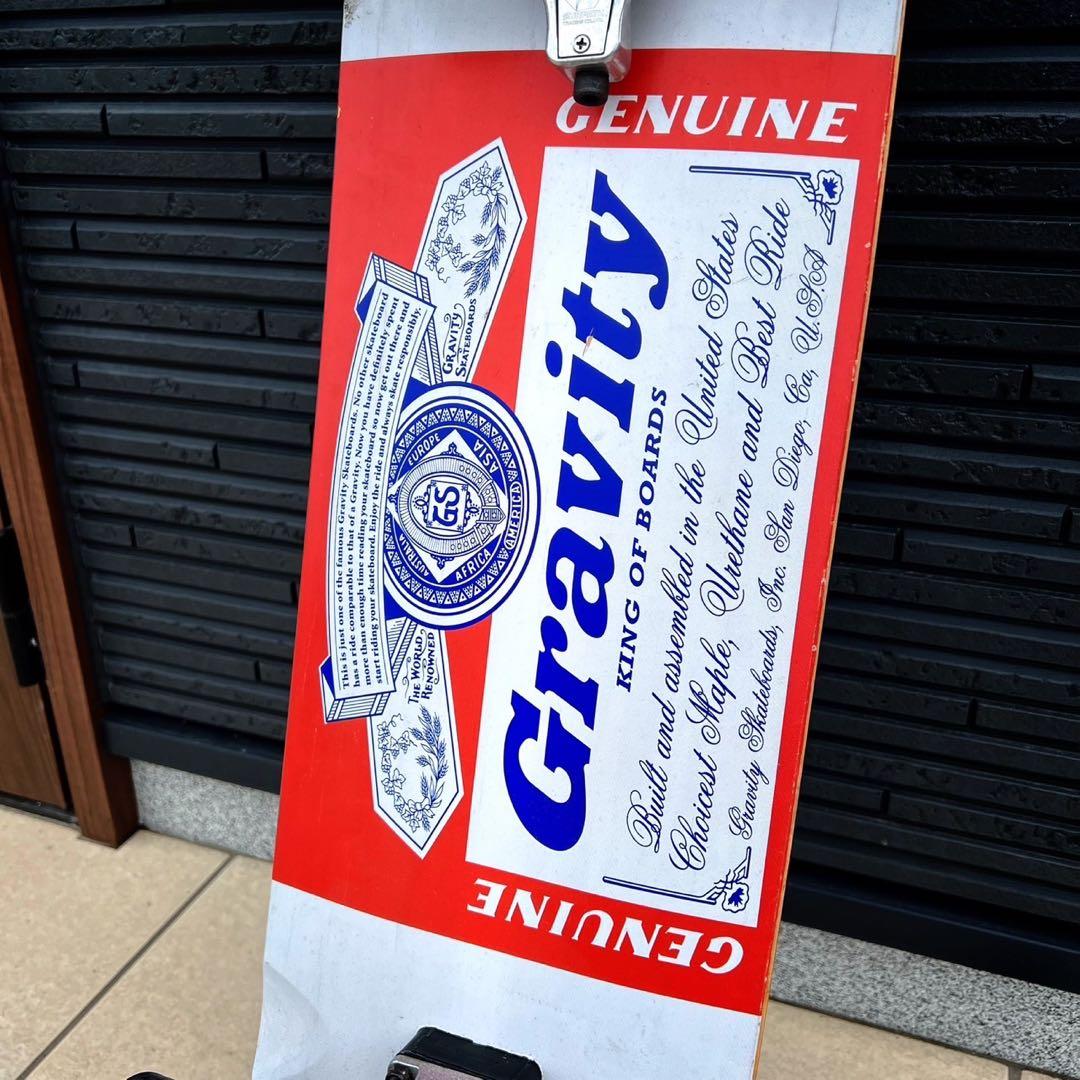 GENUINE
This is just one of the famous Gravity Skateboards. No other skateboard
has a ride comparable to that of a Gravity. Now you have definitely spent
more than enough time reading your skateboard so now get out there and
start riding your skateboard. Enjoy the ride and always skate responsibly.
THE WORLD
RENOWNED
GRAVITY
SKATEBOARDS
EUROPE
ASIA
AMERICA
AFRICA
AUSTRALIA
GS
Gravity
KING OF BOARDS
Built and assembled in the United States
Choicest Maple, Urethane and Best Ride
Gravity Skateboards, Inc. San Diego, Ca, U.S.A
GENUINE